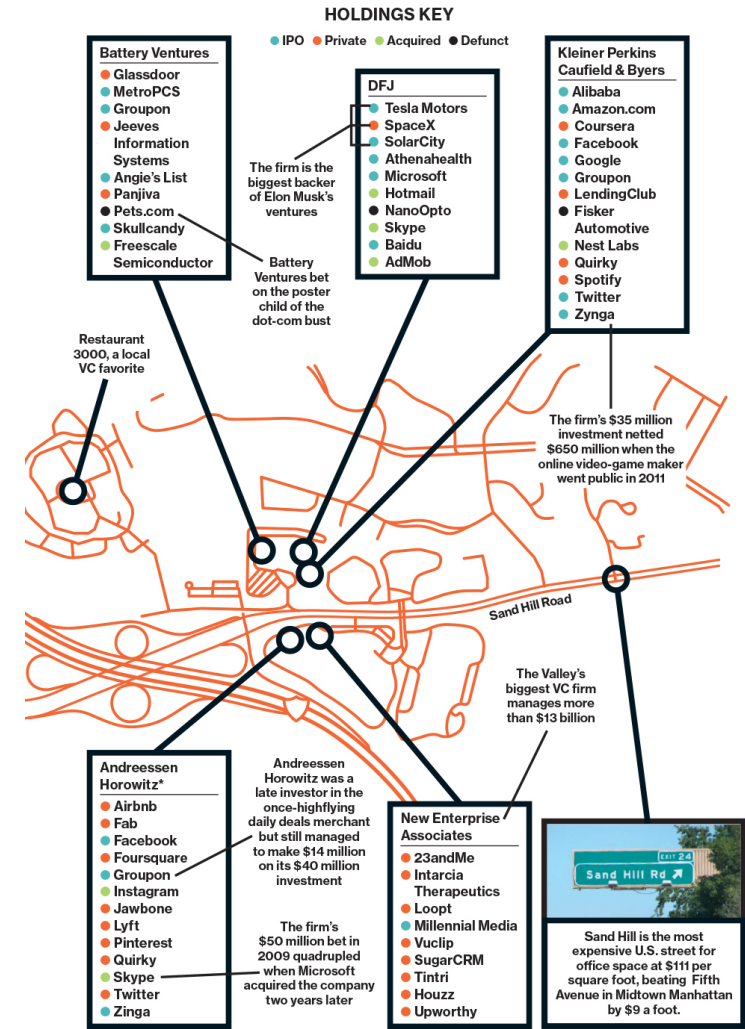 HOLDINGS KEY
IPO Private Acquired Defunct
Battery Ventures
Glassdoor
MetroPCS
Groupon
Jeeves
Information
Systems
Angie's List
Panjiva
Pets.com
Skullcandy
Freescale
Semiconductor
DFJ
Tesla Motors
SpaceX
SolarCity
Athenahealth
Microsoft
Hotmail
NanoOpto
Skype
Baidu
AdMob
Kleiner Perkins
Caufield & Byers
Alibaba
Amazon.com
Coursera
Facebook
Google
Groupon
LendingClub
Fisker
Automotive
Nest Labs
Quirky
Spotify
Twitter
Zynga
The firm is the
biggest backer
of Elon Musk's
ventures
Battery
Ventures bet
on the poster
child of the
dot-com bust
Restaurant
3000, a local
VC favorite
The firm's $35 million
investment netted
$650 million when the
online video-game maker
went public in 2011
Sand Hill Road
The Valley's
biggest VC firm
manages more
than $13 billion
Andreessen
Horowitz*
Airbnb
Fab
Facebook
Foursquare
Groupon
Instagram
Jawbone
Lyft
Pinterest
Quirky
Skype
Twitter
Zinga
Andreessen
Horowitz was a
late investor in the
once-highflying
daily deals merchant
but still managed
to make $14 million
on its $40 million
investment
The firm's
$50 million bet in
2009 quadrupled
when Microsoft
acquired the company
two years later
New Enterprise
Associates
23andMe
Intarcia
Therapeutics
Loopt
Millennial Media
Vuclip
SugarCRM
Tintri
Houzz
Upworthy
EXIT 24
Sand Hill Rd
Sand Hill is the most
expensive U.S. street for
office space at $111 per
square foot, beating Fifth
Avenue in Midtown Manhattan
by $9 a foot.